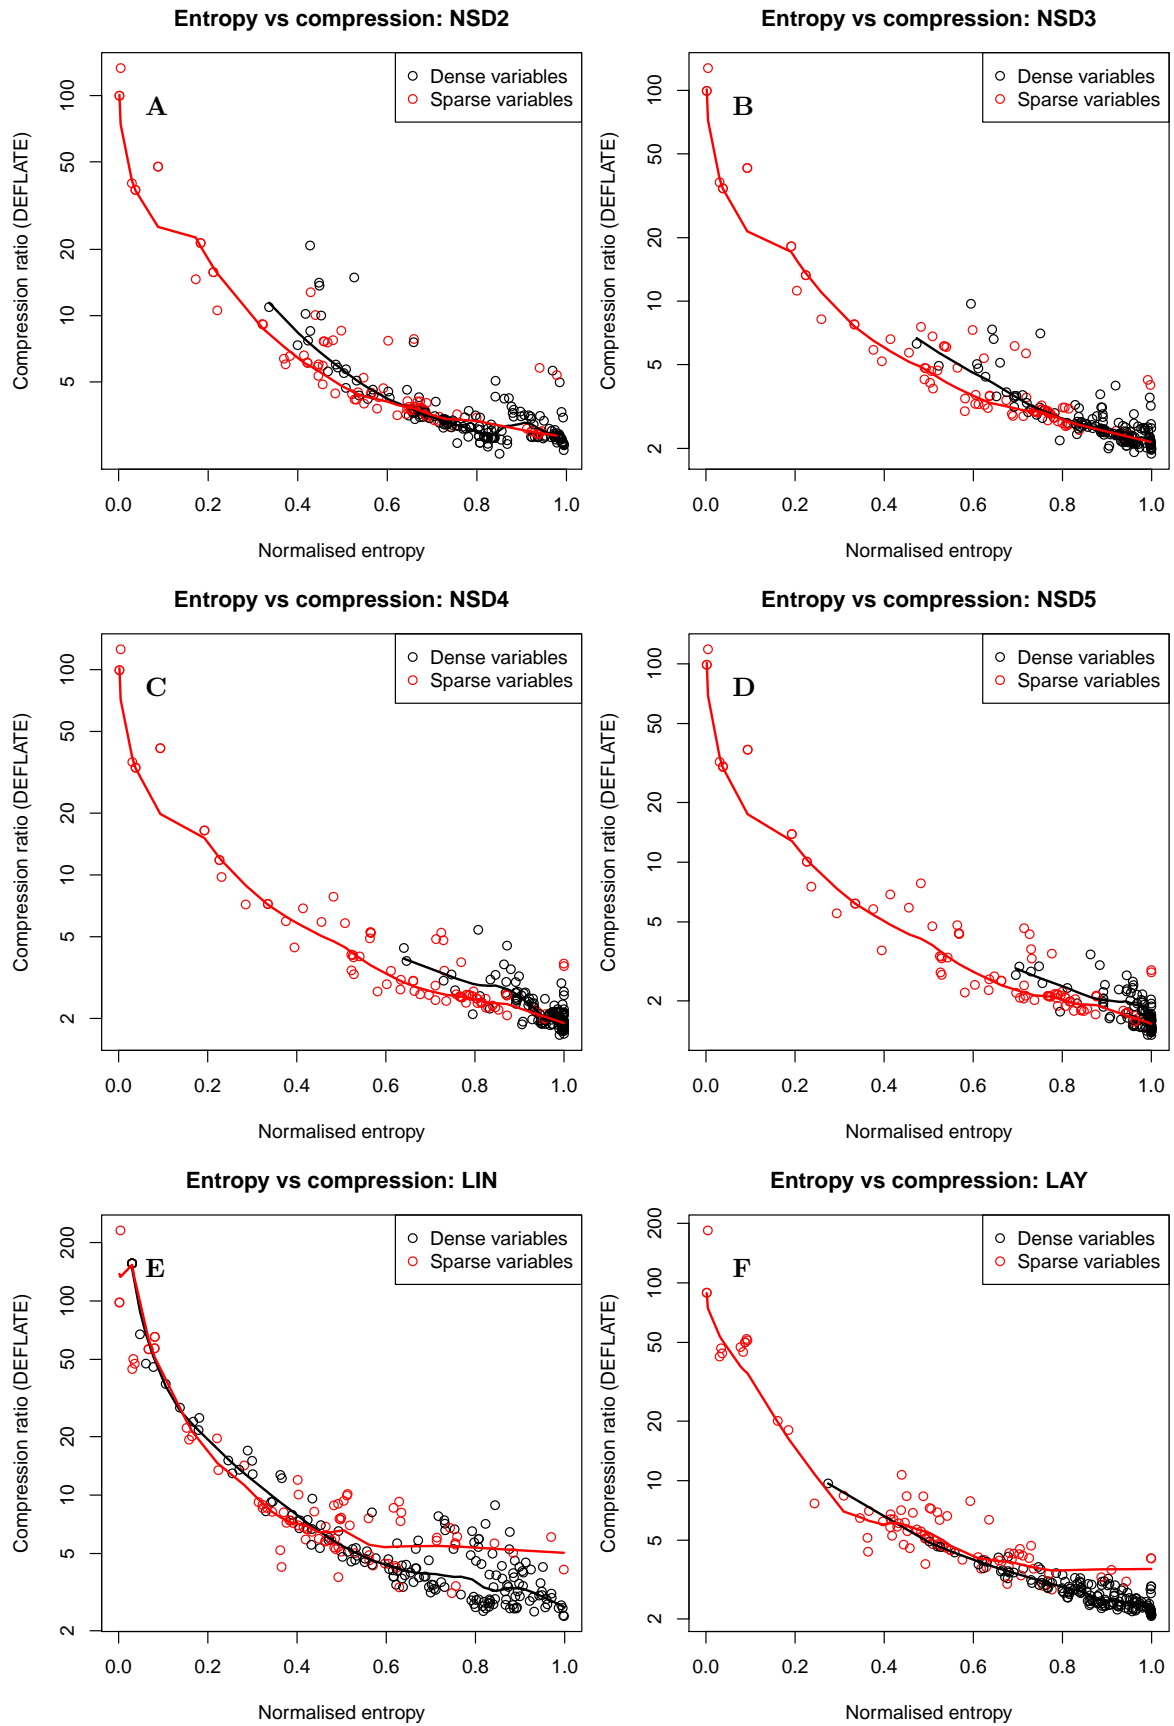 Entropy vs compression: NSD2
Compression ratio (DEFLATE)
100
50
20
10
5
A
Dense variables
Sparse variables
0.0 0.2 0.4 0.6 0.8 1.0
Normalised entropy
Entropy vs compression: NSD3
Compression ratio (DEFLATE)
100
50
20
10
5
2
B
Dense variables
Sparse variables
0.0 0.2 0.4 0.6 0.8 1.0
Normalised entropy
Entropy vs compression: NSD4
Compression ratio (DEFLATE)
100
50
20
10
5
2
C
Dense variables
Sparse variables
0.0 0.2 0.4 0.6 0.8 1.0
Normalised entropy
Entropy vs compression: NSD5
Compression ratio (DEFLATE)
100
50
20
10
5
2
D
Dense variables
Sparse variables
0.0 0.2 0.4 0.6 0.8 1.0
Normalised entropy
Entropy vs compression: LIN
Compression ratio (DEFLATE)
200
100
50
20
10
5
2
E
Dense variables
Sparse variables
0.0 0.2 0.4 0.6 0.8 1.0
Normalised entropy
Entropy vs compression: LAY
Compression ratio (DEFLATE)
200
100
50
20
10
5
2
F
Dense variables
Sparse variables
0.0 0.2 0.4 0.6 0.8 1.0
Normalised entropy